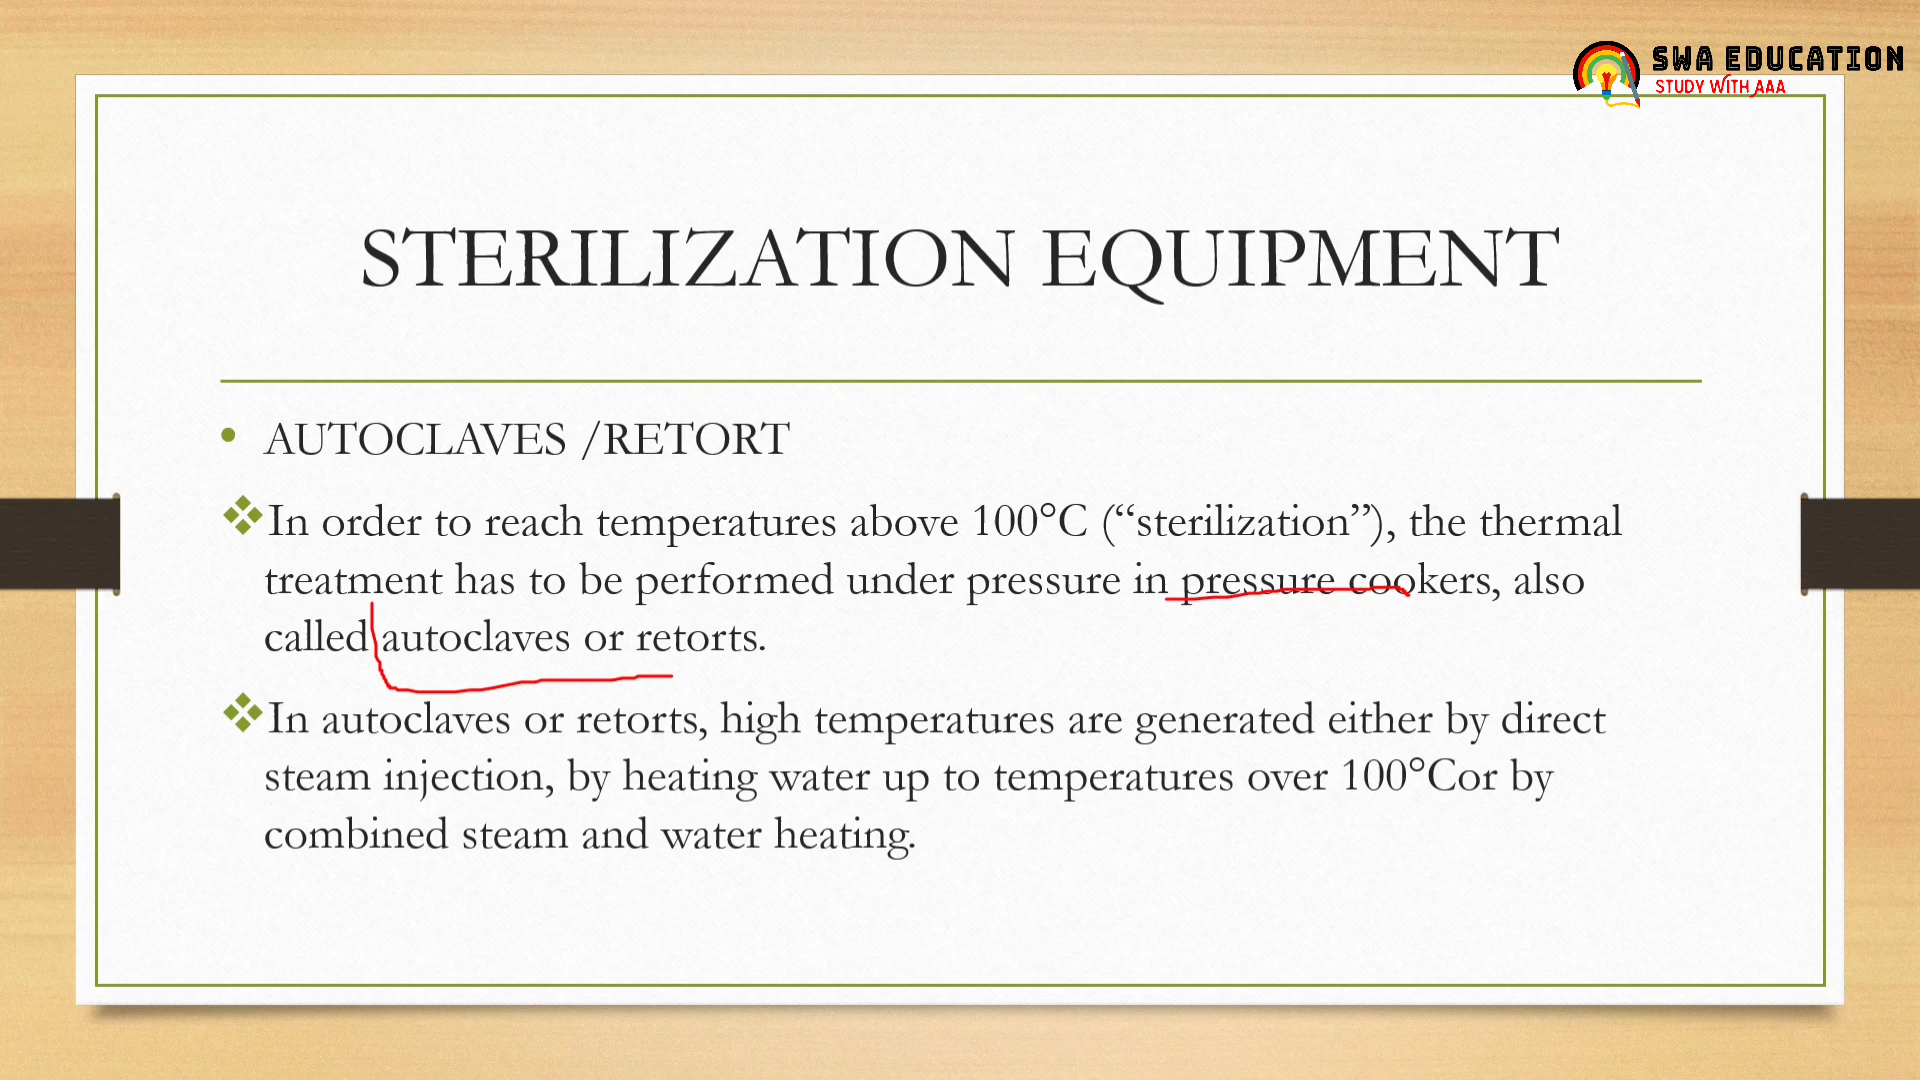 SWA EDUCATION
STUDY WITH AAA
STERILIZATION EQUIPMENT
• AUTOCLAVES /RETORT
❖In order to reach temperatures above 100°C (“sterilization”), the thermal
treatment has to be performed under pressure in pressure cookers, also
called autoclaves or retorts.
❖In autoclaves or retorts, high temperatures are generated either by direct
steam injection, by heating water up to temperatures over 100°Cor by
combined steam and water heating.